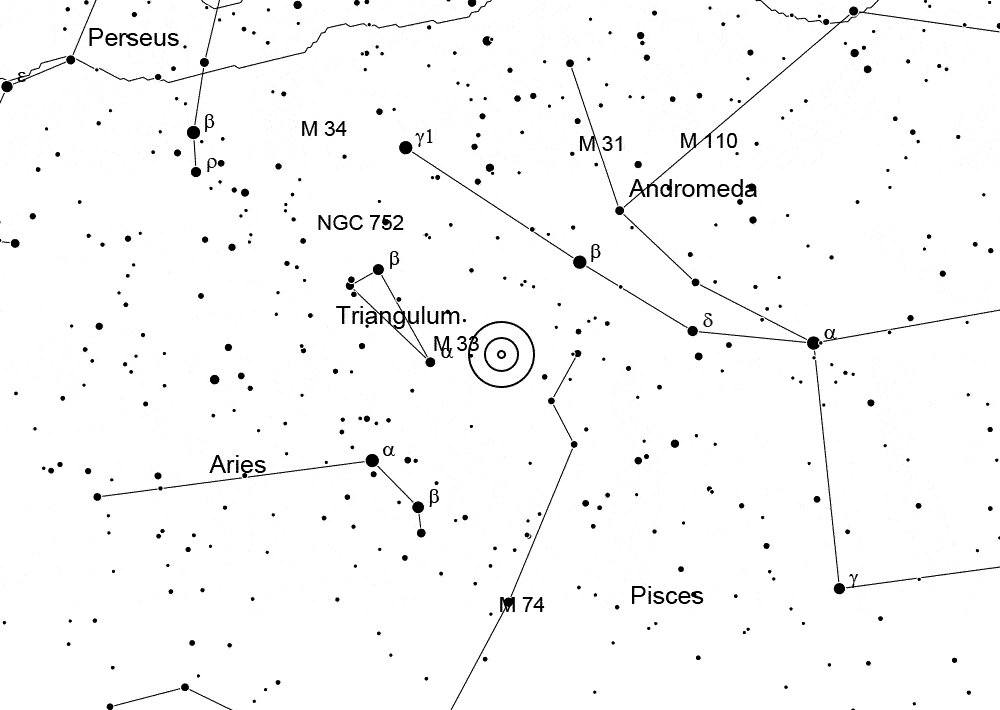 Perseus
ε
β
ρ
M 34
γ1
M 31
M 110
Andromeda
NGC 752
β
β
Triangulum
δ
α
M 33
α
Aries
α
β
γ
M 74
Pisces